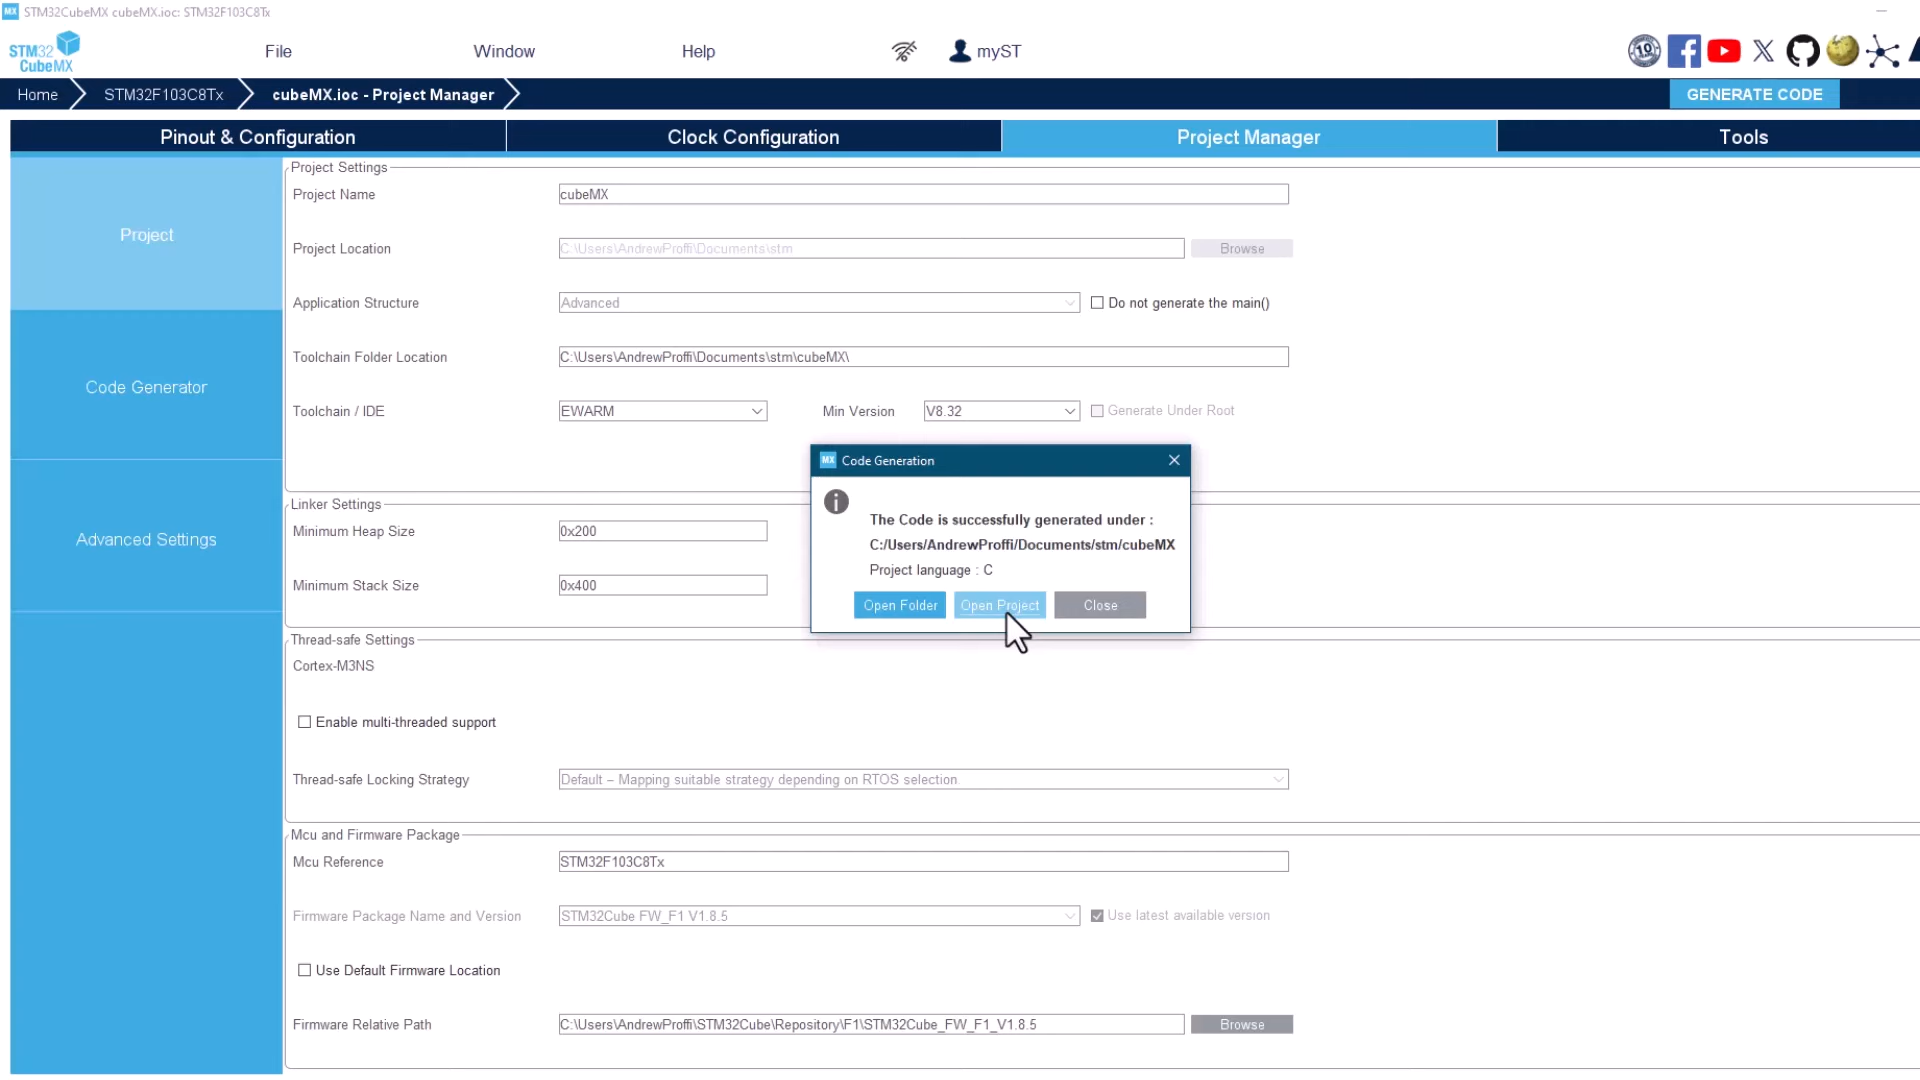 MX STM32CubeMX cubeMX.ioc: STM32F103C8Tx
STM32
CubeMX
File
Window
Help
myST
10
GENERATE CODE
Home
STM32F103C8Tx
cubeMX.ioc - Project Manager
Pinout & Configuration
Clock Configuration
Project Manager
Tools
Project
Code Generator
Advanced Settings
Project Settings
Project Name
cubeMX
Project Location
C:\Users\AndrewProffi\Documents\stm
Browse
Application Structure
Advanced
Do not generate the main()
Toolchain Folder Location
C:\Users\AndrewProffi\Documents\stm\cubeMX\
Toolchain / IDE
EWARM
Min Version
V8.32
Generate Under Root
MX Code Generation
The Code is successfully generated under :
C:/Users/AndrewProffi/Documents/stm/cubeMX
Project language : C
Open Folder
Open Project
Close
Linker Settings
Minimum Heap Size
0x200
Minimum Stack Size
0x400
Thread-safe Settings
Cortex-M3NS
Enable multi-threaded support
Thread-safe Locking Strategy
Default – Mapping suitable strategy depending on RTOS selection.
Mcu and Firmware Package
Mcu Reference
STM32F103C8Tx
Firmware Package Name and Version
STM32Cube FW_F1 V1.8.5
Use latest available version
Use Default Firmware Location
Firmware Relative Path
C:\Users\AndrewProffi\STM32Cube\Repository\F1\STM32Cube_FW_F1_V1.8.5
Browse